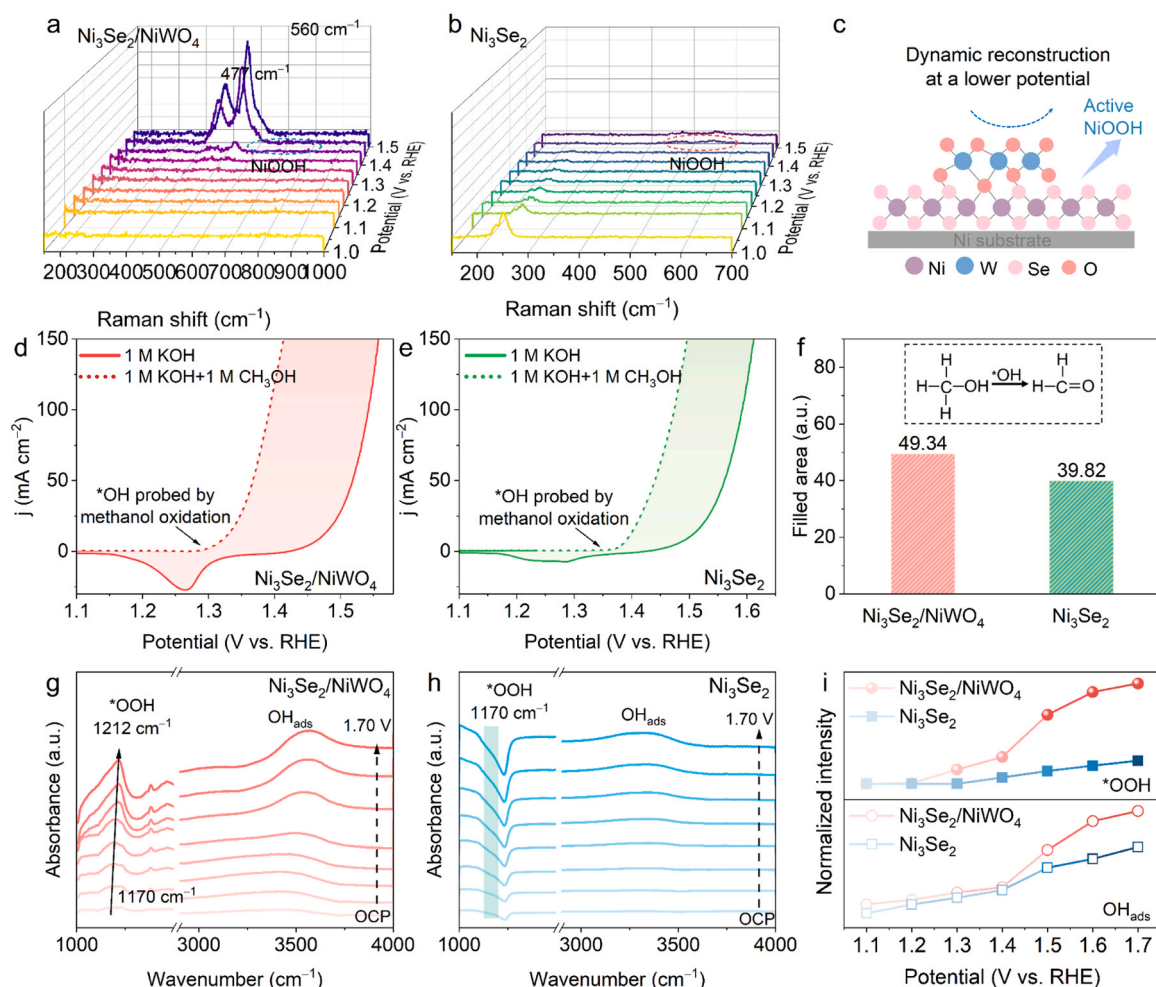 a
Ni₃Se₂/NiWO₄
560 cm⁻¹
477 cm⁻¹
NiOOH
1.5
1.4
1.3
1.2
1.1
1.0
Potential (V vs. RHE)
200 300 400 500 600 700 800 900 1000
Raman shift (cm⁻¹)
b
Ni₃Se₂
NiOOH
1.5
1.4
1.3
1.2
1.1
1.0
Potential (V vs. RHE)
200 300 400 500 600 700
Raman shift (cm⁻¹)
c
Dynamic reconstruction
at a lower potential
Active
NiOOH
Ni substrate
Ni W Se O
d
150
100
50
0
j (mA cm⁻²)
1 M KOH
1 M KOH+1 M CH₃OH
*OH probed by
methanol oxidation
Ni₃Se₂/NiWO₄
1.1 1.2 1.3 1.4 1.5
Potential (V vs. RHE)
e
150
100
50
0
j (mA cm⁻²)
1 M KOH
1 M KOH+1 M CH₃OH
*OH probed by
methanol oxidation
Ni₃Se₂
1.1 1.2 1.3 1.4 1.5 1.6
Potential (V vs. RHE)
f
80
60
40
20
0
Filled area (a.u.)
H H
H–C–OH *OH H–C=O
H
49.34
39.82
Ni₃Se₂/NiWO₄ Ni₃Se₂
g
Ni₃Se₂/NiWO₄
*OOH
1212 cm⁻¹
OHads
1.70 V
1170 cm⁻¹
OCP
Absorbance (a.u.)
1000 3000 3500 4000
Wavenumber (cm⁻¹)
h
Ni₃Se₂
*OOH
1170 cm⁻¹
OHads
1.70 V
OCP
Absorbance (a.u.)
1000 3000 3500 4000
Wavenumber (cm⁻¹)
i
Ni₃Se₂/NiWO₄
Ni₃Se₂
*OOH
Ni₃Se₂/NiWO₄
Ni₃Se₂
OHads
Normalized intensity
1.1 1.2 1.3 1.4 1.5 1.6 1.7
Potential (V vs. RHE)